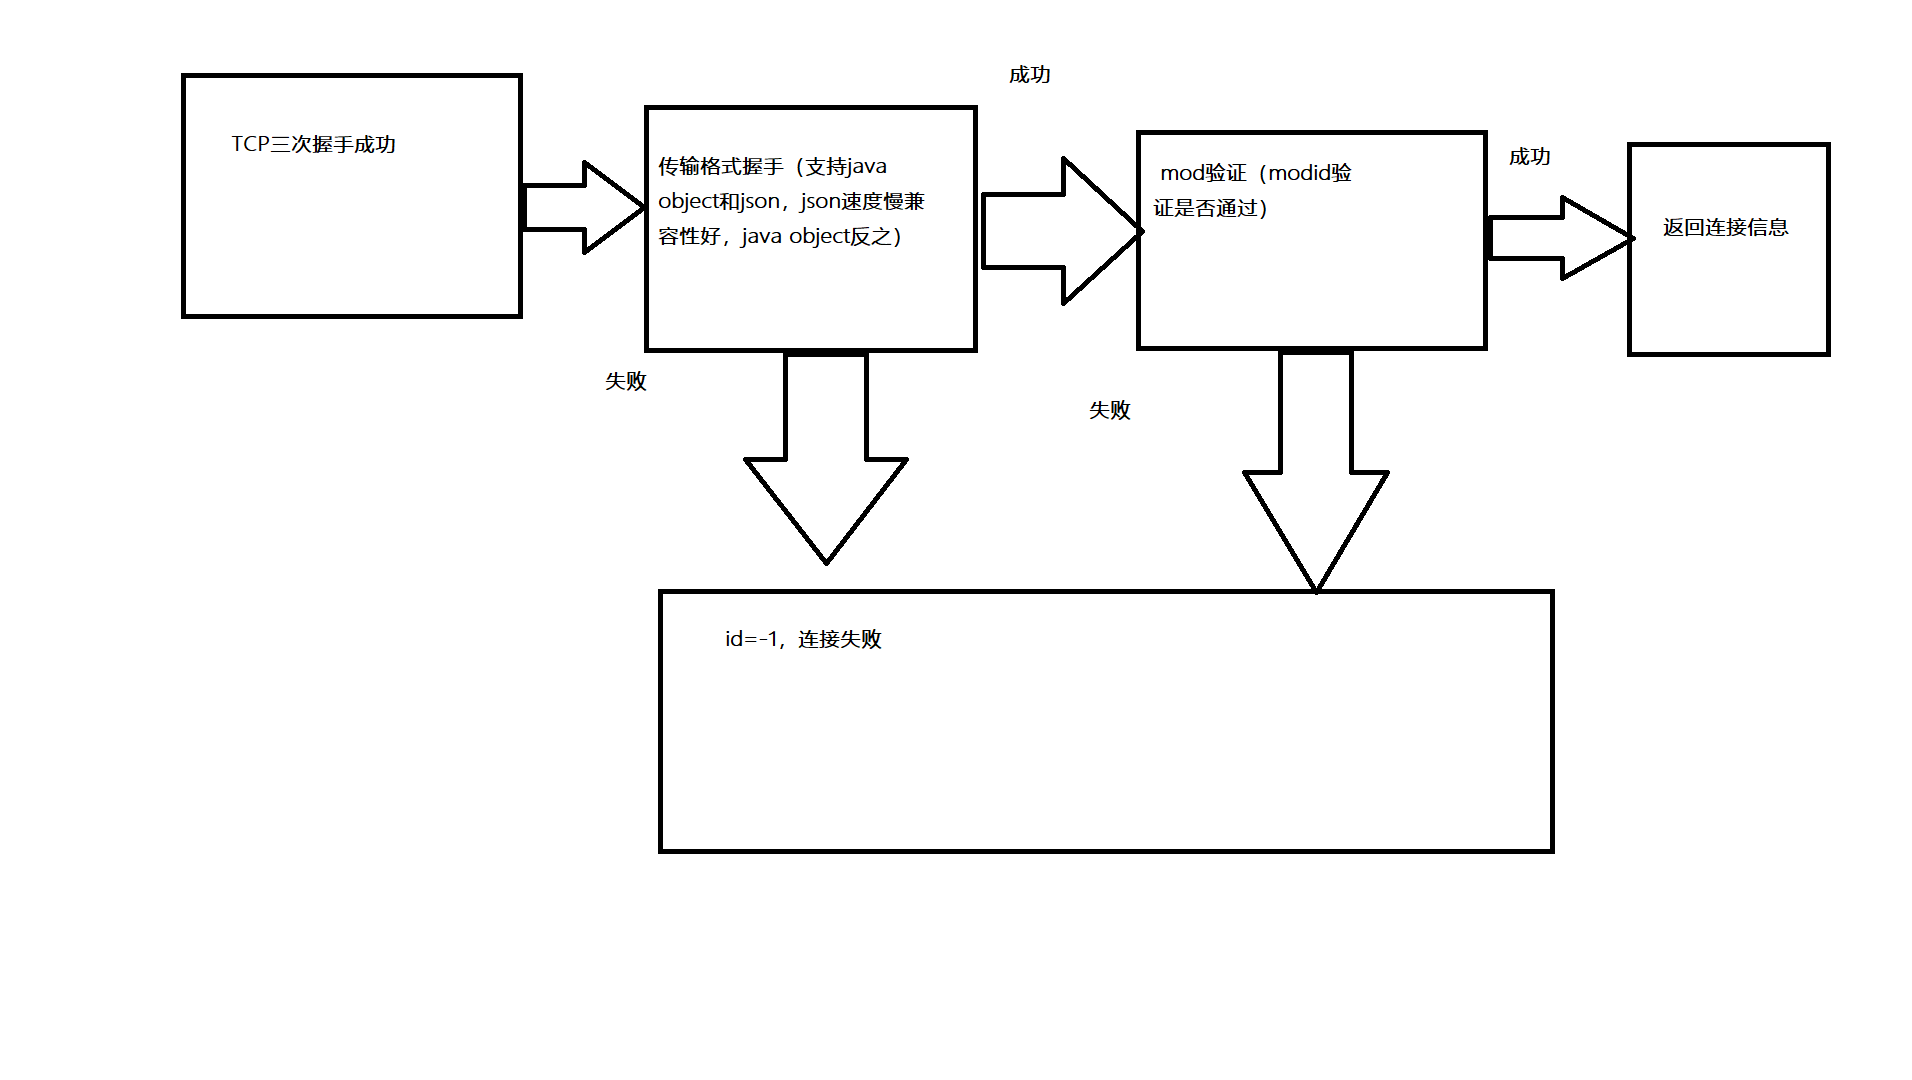 TCP三次握手成功
传输格式握手（支持java
object和json，json速度慢兼
容性好，java object反之）
成功
mod验证（modid验
证是否通过）
成功
返回连接信息
失败
失败
id=-1，连接失败